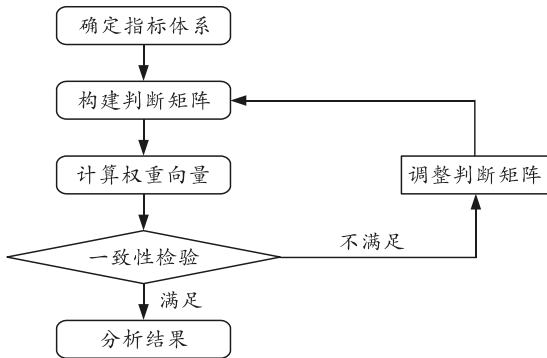 确定指标体系
构建判断矩阵
计算权重向量
调整判断矩阵
一致性检验
不满足
满足
分析结果